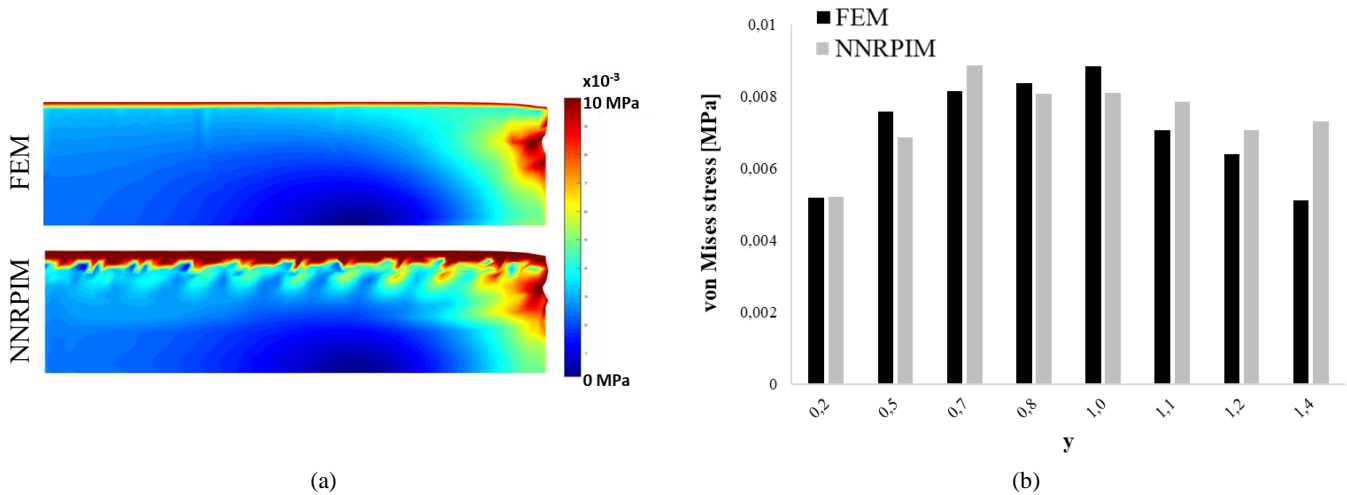 x10-3
10 MPa
FEM
NNRPIM
0 MPa
(a)
FEM
NNRPIM
0,01
0,008
0,006
0,004
0,002
0
von Mises stress [MPa]
0,2 0,5 0,7 0,8 1,0 1,1 1,2 1,4
y
(b)